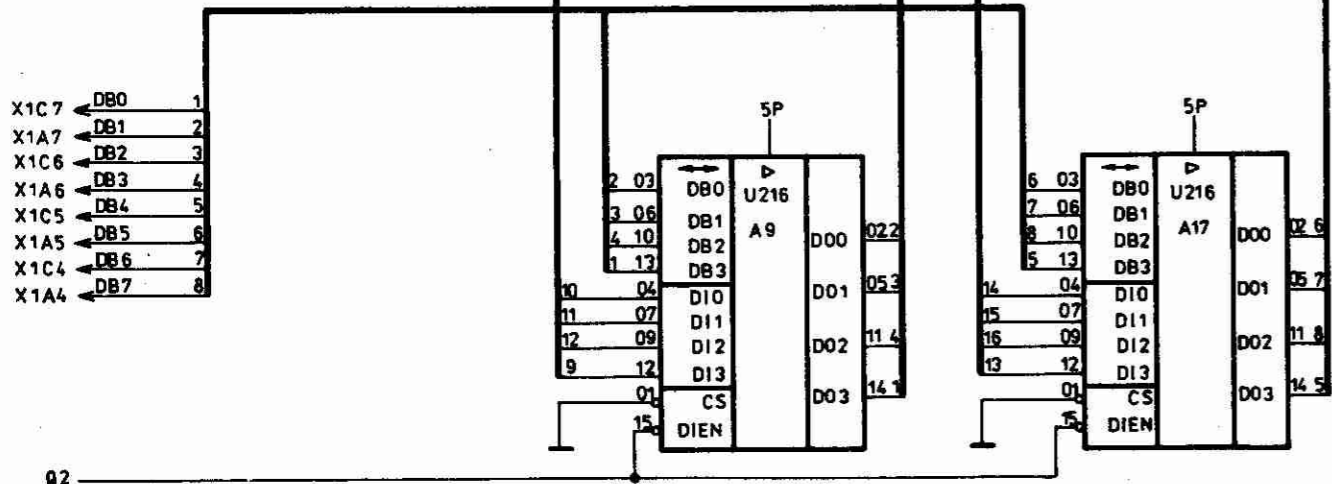 X1C7 DB0 1
X1A7 DB1 2
X1C6 DB2 3
X1A6 DB3 4
X1C5 DB4 5
X1A5 DB5 6
X1C4 DB6 7
X1A4 DB7 8
5P
2 03 DB0 U216
3 06 DB1 A9
4 10 DB2 DO0 02 2
1 13 DB3
10 04 DI0 DO1 05 3
11 07 DI1
12 09 DI2 DO2 11 4
9 12 DI3
01 CS DO3 14 1
15 DIEN
5P
6 03 DB0 U216
7 06 DB1 A17
8 10 DB2 DO0 02 6
5 13 DB3
14 04 DI0 DO1 05 7
15 07 DI1
16 09 DI2 DO2 11 8
13 12 DI3
01 CS DO3 14 5
15 DIEN